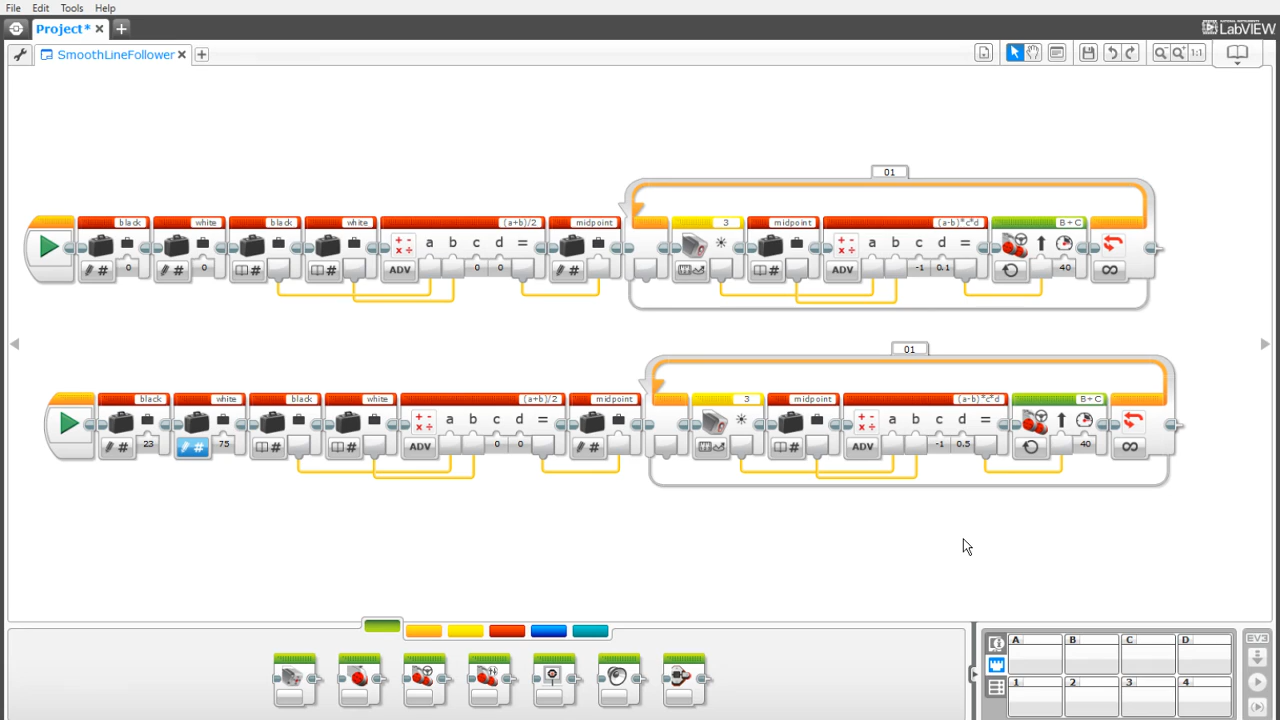 File Edit Tools Help
Project* LabVIEW
SmoothLineFollower 1:1
01
black white black white (a+b)/2 midpoint 3 midpoint (a-b)*c*d B+C
a b c d = a b c d =
# 0 # 0 # # ADV 0 0 # # ADV -1 0.1 40 ∞
01
black white black white (a+b)/2 midpoint 3 midpoint (a-b)*c*d B+C
a b c d = a b c d =
# 23 # 75 # # ADV 0 0 # # ADV -1 0.5 40 ∞
A B C D EV3
1 2 3 4